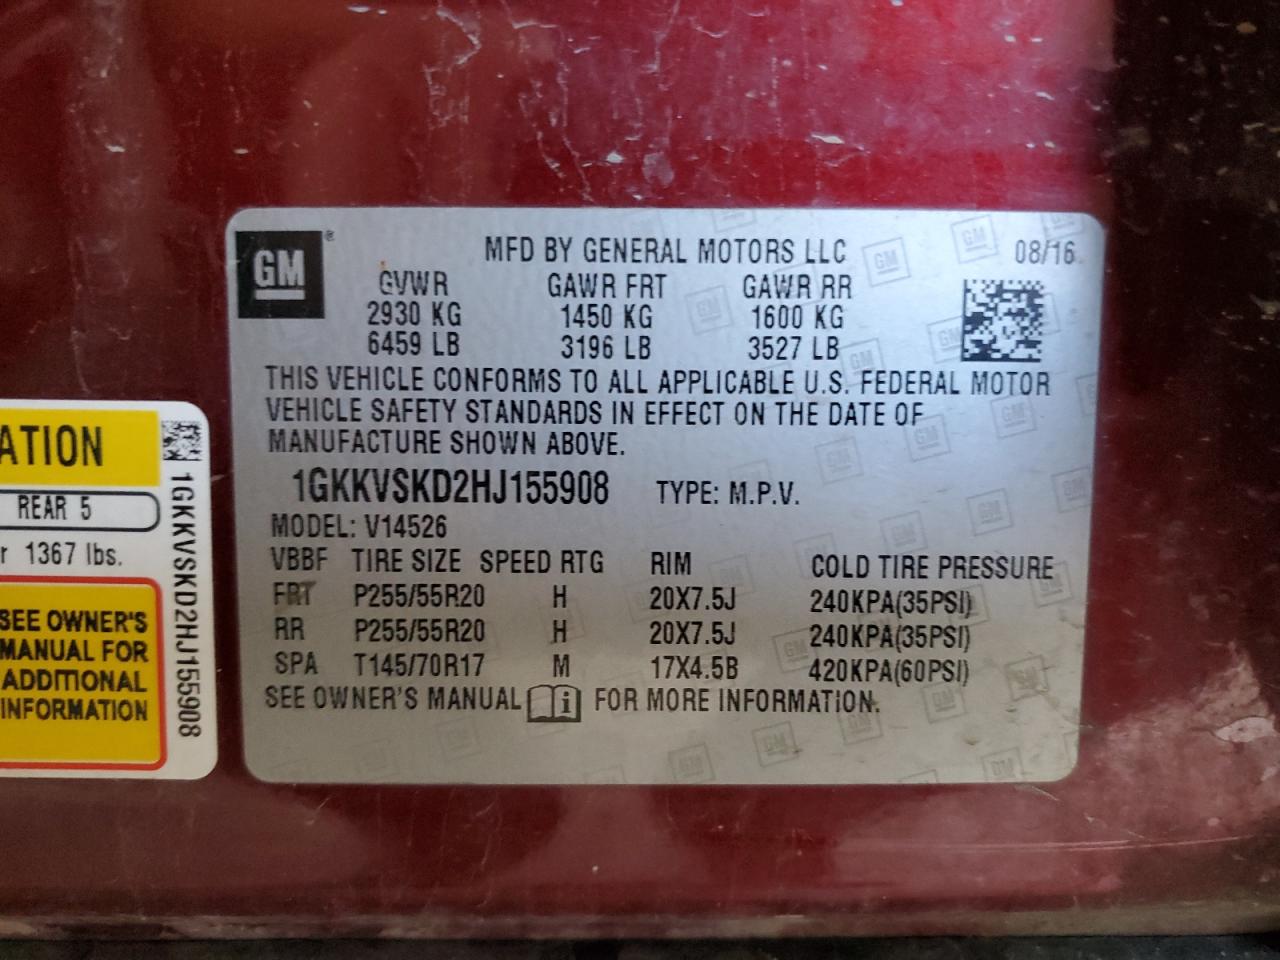 GM ®
MFD BY GENERAL MOTORS LLC 08/16
GVWR GAWR FRT GAWR RR
2930 KG 1450 KG 1600 KG
6459 LB 3196 LB 3527 LB
THIS VEHICLE CONFORMS TO ALL APPLICABLE U.S. FEDERAL MOTOR
VEHICLE SAFETY STANDARDS IN EFFECT ON THE DATE OF
MANUFACTURE SHOWN ABOVE.
1GKKVSKD2HJ155908 TYPE: M.P.V.
MODEL: V14526
VBBF TIRE SIZE SPEED RTG RIM COLD TIRE PRESSURE
FRT P255/55R20 H 20X7.5J 240KPA(35PSI)
RR P255/55R20 H 20X7.5J 240KPA(35PSI)
SPA T145/70R17 M 17X4.5B 420KPA(60PSI)
SEE OWNER'S MANUAL i FOR MORE INFORMATION.
ATION
REAR 5
r 1367 lbs.
SEE OWNER'S
MANUAL FOR
ADDITIONAL
INFORMATION
1GKKVSKD2HJ155908